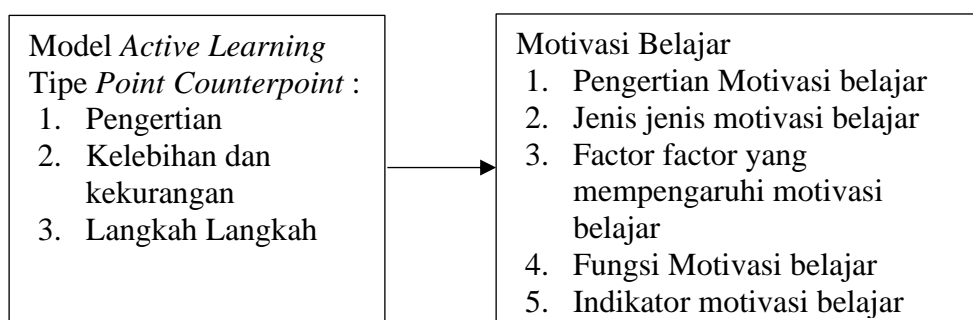 Model Active Learning
Tipe Point Counterpoint :
1. Pengertian
2. Kelebihan dan
kekurangan
3. Langkah Langkah
Motivasi Belajar
1. Pengertian Motivasi belajar
2. Jenis jenis motivasi belajar
3. Factor factor yang
mempengaruhi motivasi
belajar
4. Fungsi Motivasi belajar
5. Indikator motivasi belajar